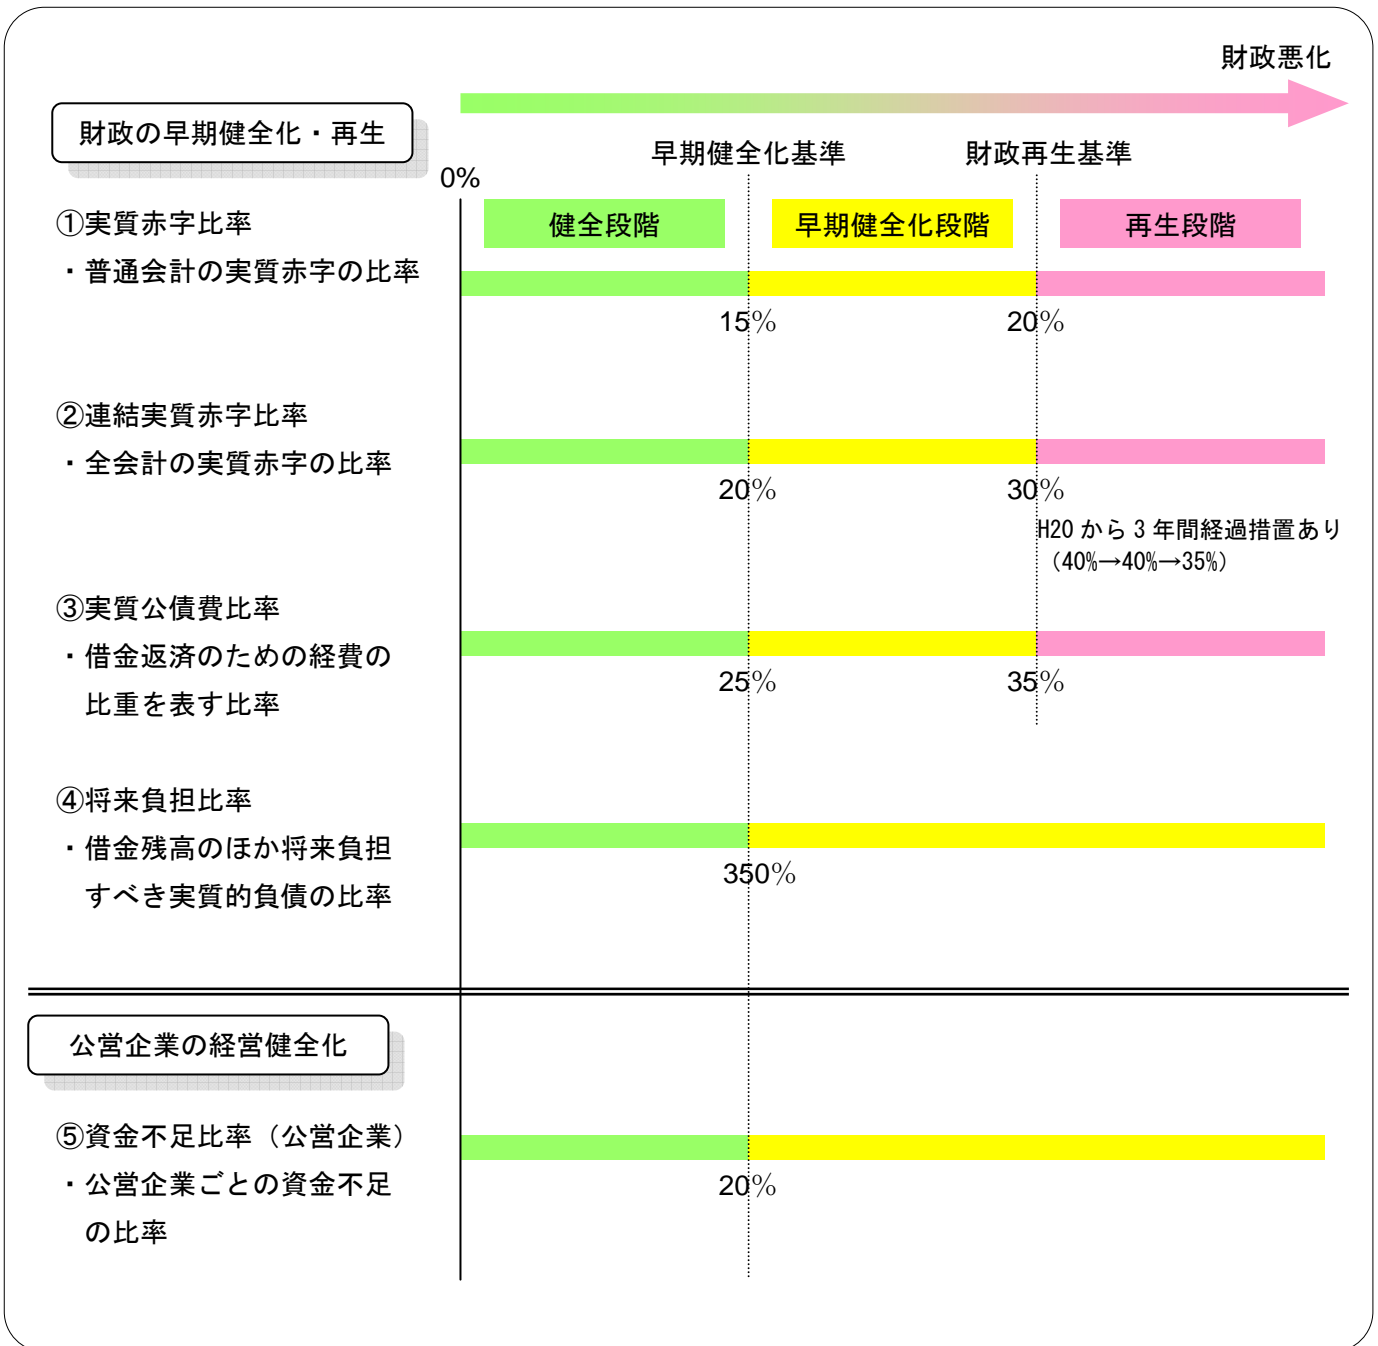 財政悪化
財政の早期健全化・再生
早期健全化基準
財政再生基準
0%
①実質赤字比率
健全段階
早期健全化段階
再生段階
・普通会計の実質赤字の比率
15%
20%
②連結実質赤字比率
・全会計の実質赤字の比率
20%
30%
H20 から 3 年間経過措置あり
（40%→40%→35%）
③実質公債費比率
・借金返済のための経費の
比重を表す比率
25%
35%
④将来負担比率
・借金残高のほか将来負担
すべき実質的負債の比率
350%
公営企業の経営健全化
⑤資金不足比率（公営企業）
・公営企業ごとの資金不足
の比率
20%